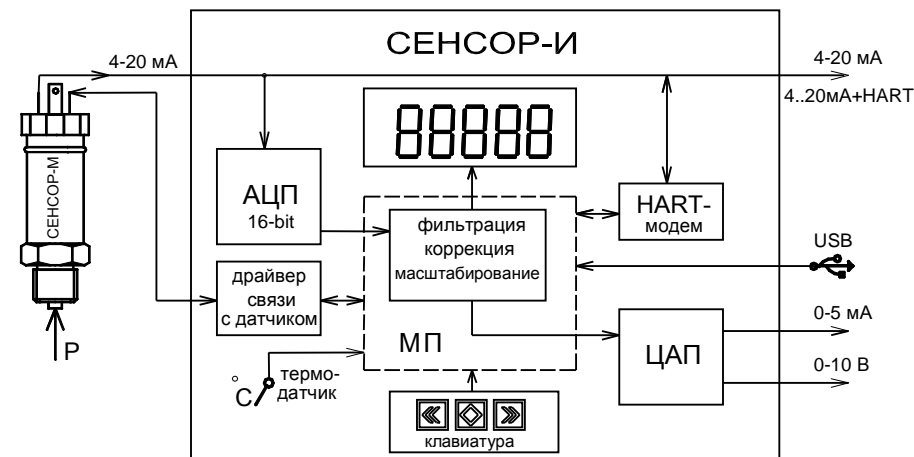 СЕНСОР-И
4-20 мА
4-20 мА
4..20мА+HART
88888
СЕНСОР-М
АЦП
16-bit
фильтрация
коррекция
масштабирование
HART-
модем
USB
драйвер
связи
с датчиком
МП
ЦАП
0-5 мА
0-10 В
P
°C
термо-
датчик
клавиатура